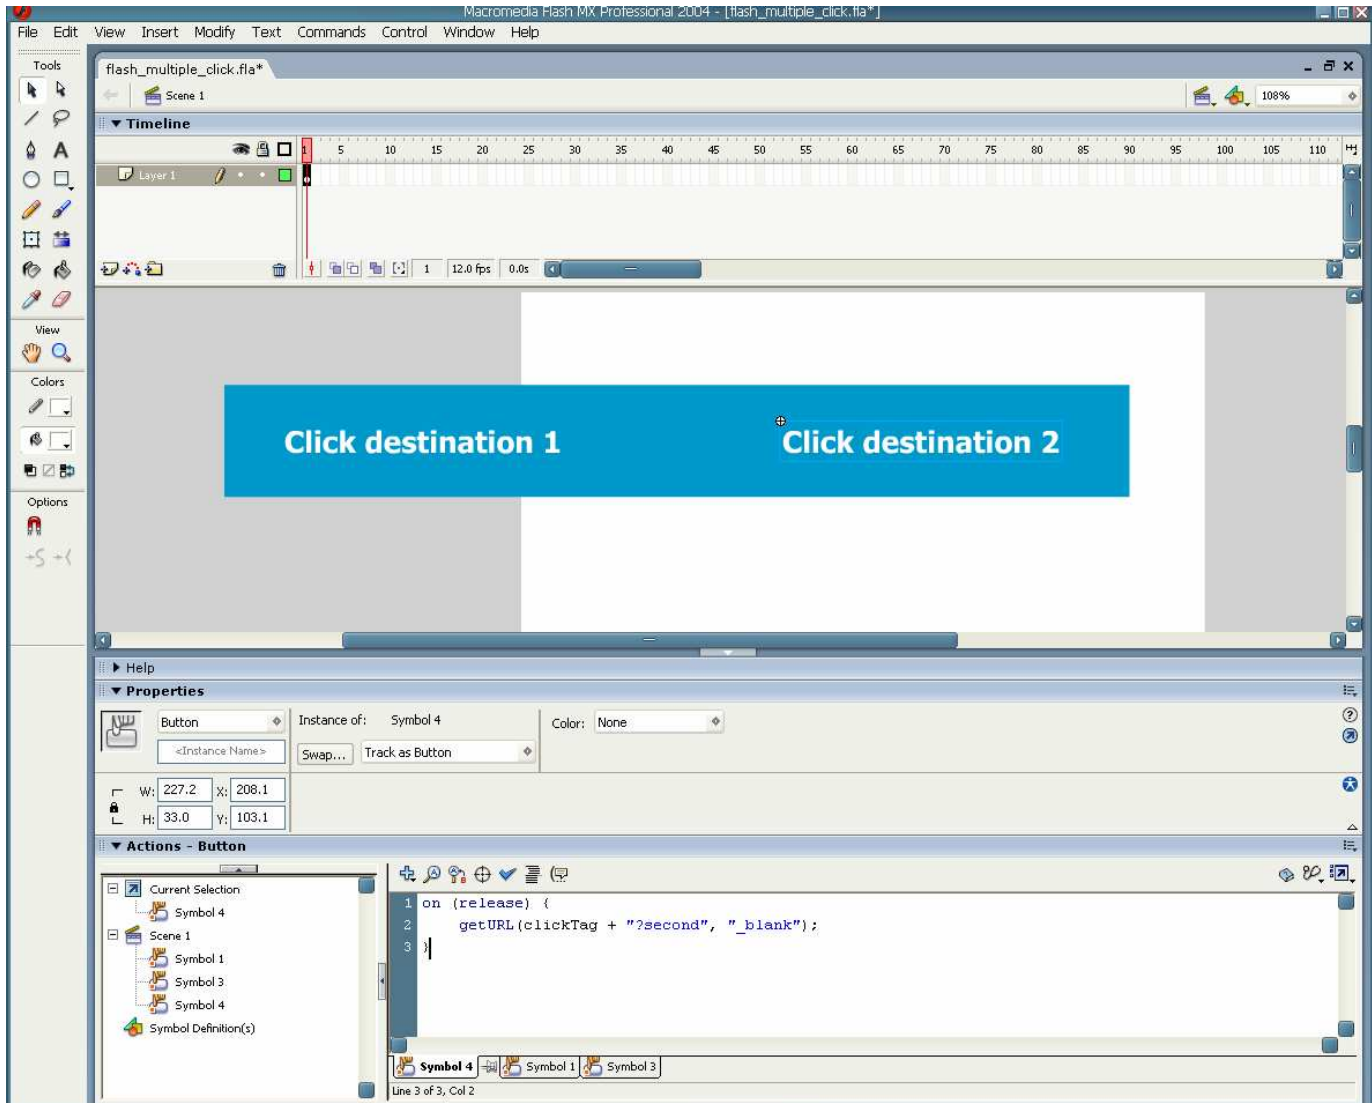 Macromedia Flash MX Professional 2004 - [flash_multiple_click.fla*]
File Edit View Insert Modify Text Commands Control Window Help
Tools
flash_multiple_click.fla*
Scene 1
108%
Timeline
1 5 10 15 20 25 30 35 40 45 50 55 60 65 70 75 80 85 90 95 100 105 110
Layer 1
1 12.0 fps 0.0s
View
Colors
Options
Click destination 1
Click destination 2
Help
Properties
Button
Instance of: Symbol 4
Color: None
<Instance Name>
Swap... Track as Button
W: 227.2 X: 208.1
H: 33.0 Y: 103.1
Actions - Button
Current Selection
Symbol 4
Scene 1
Symbol 1
Symbol 3
Symbol 4
Symbol Definition(s)
1 on (release) {
2 getURL(clickTag + "?second", "_blank");
3 }
Symbol 4 Symbol 1 Symbol 3
Line 3 of 3, Col 2